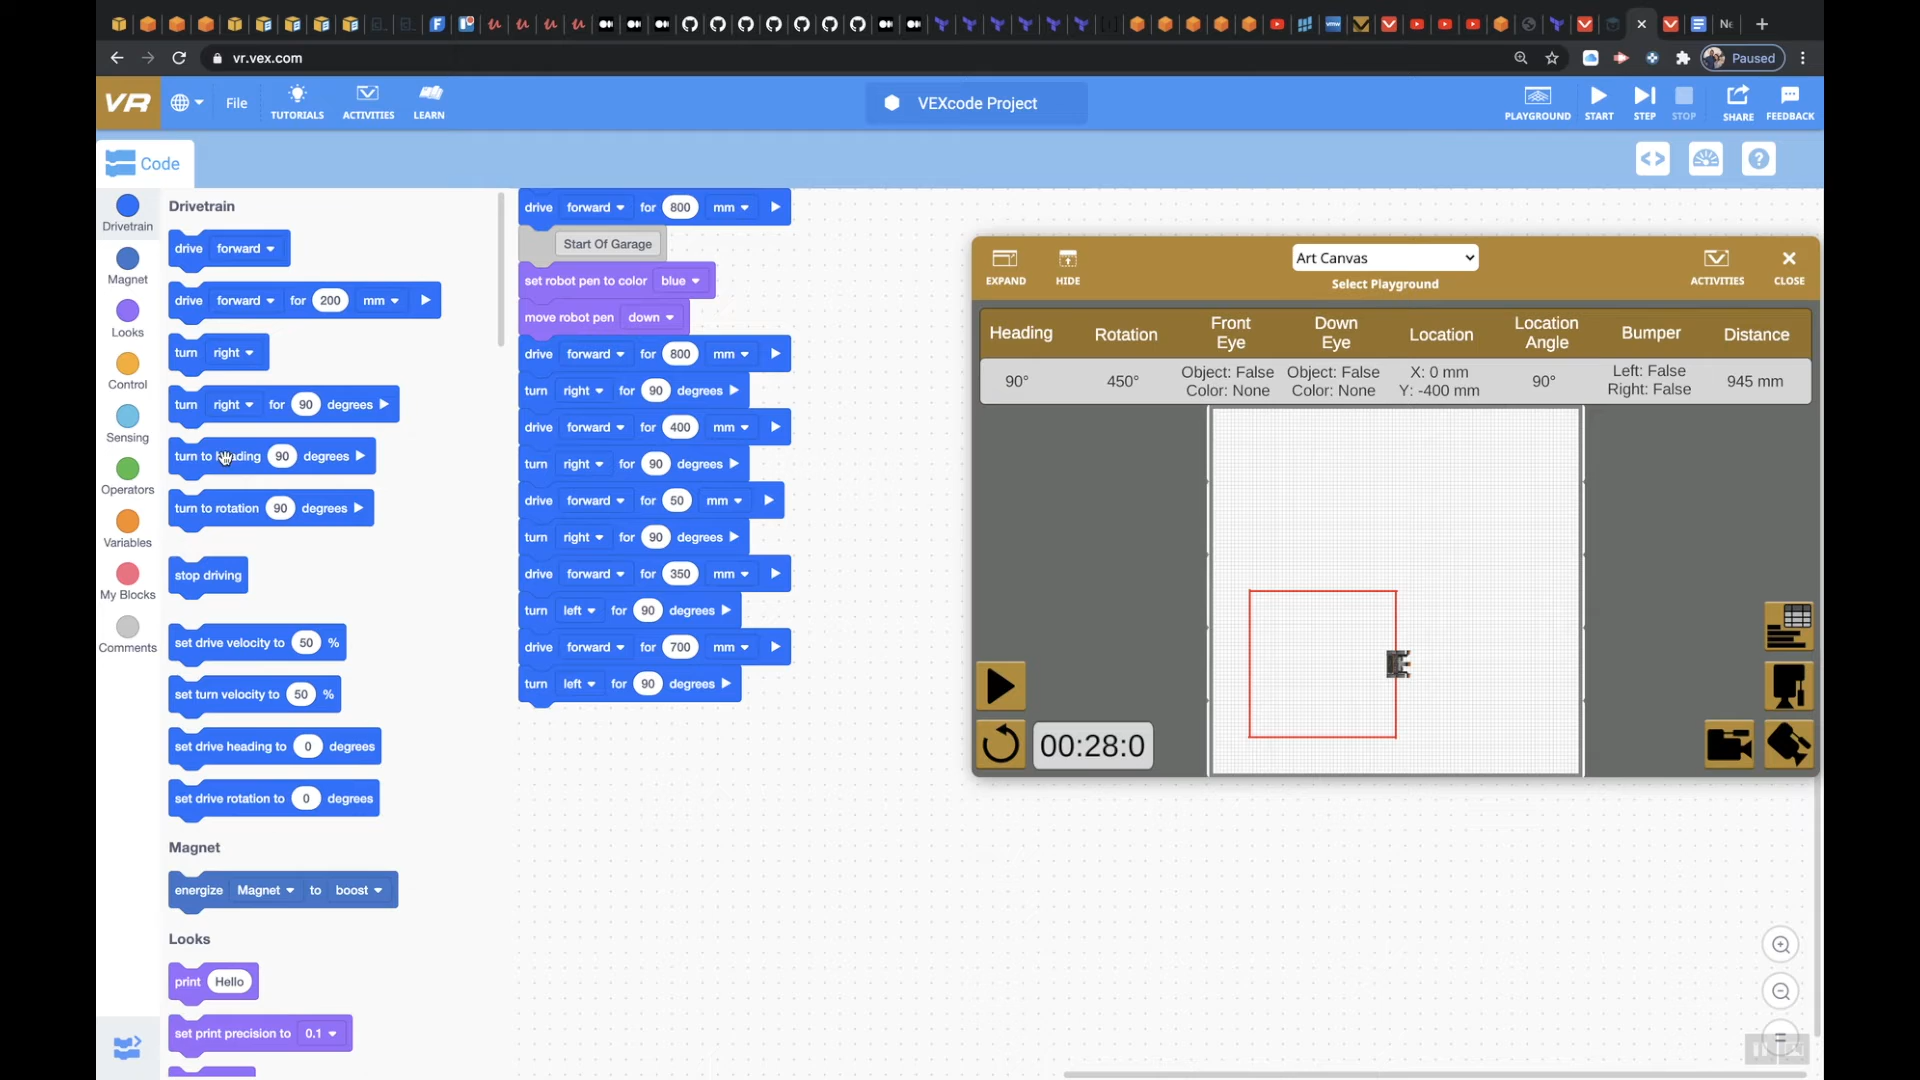 Ne
vr.vex.com
Paused
VR
File
TUTORIALS
ACTIVITIES
LEARN
VEXcode Project
PLAYGROUND
START
STEP
STOP
SHARE
FEEDBACK
Code
Drivetrain
Magnet
Looks
Control
Sensing
Operators
Variables
My Blocks
Comments
Drivetrain
drive forward
drive forward for 200 mm
turn right
turn right for 90 degrees
turn to heading 90 degrees
turn to rotation 90 degrees
stop driving
set drive velocity to 50 %
set turn velocity to 50 %
set drive heading to 0 degrees
set drive rotation to 0 degrees
Magnet
energize Magnet to boost
Looks
print Hello
set print precision to 0.1
drive forward for 800 mm
Start Of Garage
set robot pen to color blue
move robot pen down
drive forward for 800 mm
turn right for 90 degrees
drive forward for 400 mm
turn right for 90 degrees
drive forward for 50 mm
turn right for 90 degrees
drive forward for 350 mm
turn left for 90 degrees
drive forward for 700 mm
turn left for 90 degrees
EXPAND
HIDE
Art Canvas
Select Playground
ACTIVITIES
CLOSE
Heading
Rotation
Front Eye
Down Eye
Location
Location Angle
Bumper
Distance
90°
450°
Object: False
Color: None
Object: False
Color: None
X: 0 mm
Y: -400 mm
90°
Left: False
Right: False
945 mm
00:28:0